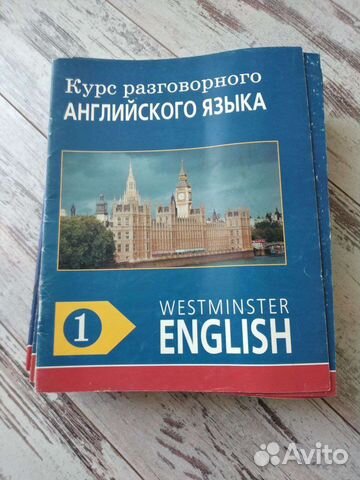 Курс разговорного
АНГЛИЙСКОГО ЯЗЫКА
1
WESTMINSTER
ENGLISH
Avito